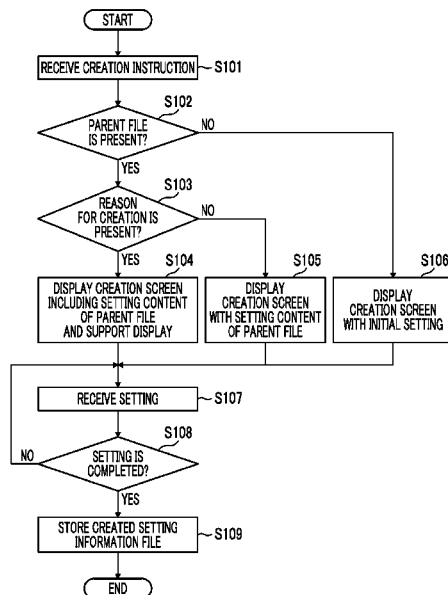 START
RECEIVE CREATION INSTRUCTION
S101
S102
PARENT FILE
IS PRESENT?
NO
YES
S103
REASON
FOR CREATION IS
PRESENT?
NO
YES
S104
DISPLAY CREATION SCREEN
INCLUDING SETTING CONTENT
OF PARENT FILE
AND SUPPORT DISPLAY
S105
DISPLAY
CREATION SCREEN
WITH SETTING CONTENT
OF PARENT FILE
S106
DISPLAY
CREATION SCREEN
WITH INITIAL SETTING
RECEIVE SETTING
S107
S108
SETTING IS
COMPLETED?
NO
YES
STORE CREATED SETTING
INFORMATION FILE
S109
END